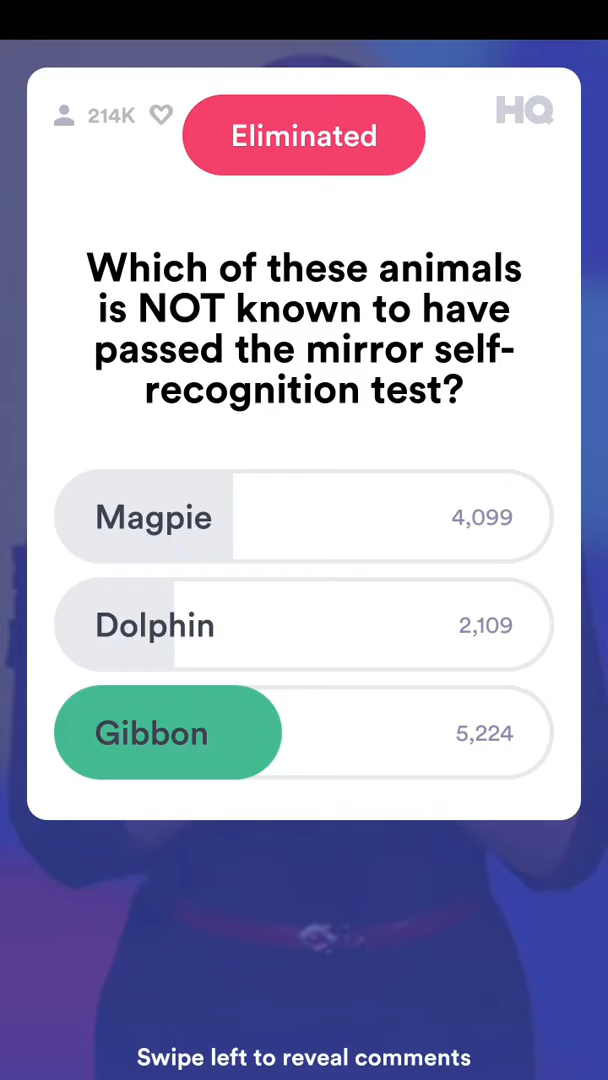 214K
Eliminated
HQ
Which of these animals
is NOT known to have
passed the mirror self-
recognition test?
Magpie 4,099
Dolphin 2,109
Gibbon 5,224
Swipe left to reveal comments